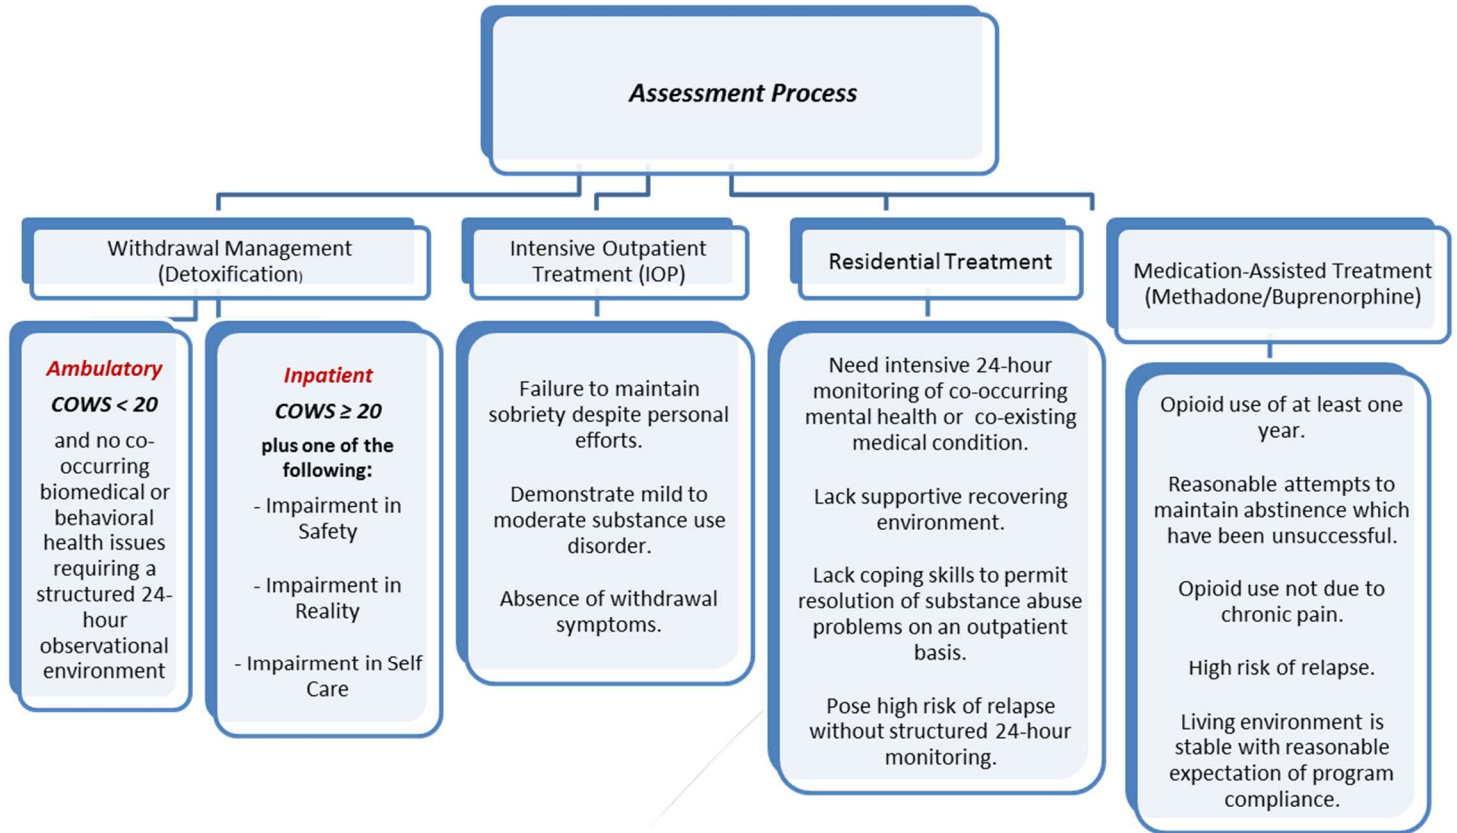 Assessment Process
Withdrawal Management
(Detoxification)
Intensive Outpatient
Treatment (IOP)
Residential Treatment
Medication-Assisted Treatment
(Methadone/Buprenorphine)
Ambulatory
COWS < 20
and no co-
occurring
biomedical or
behavioral
health issues
requiring a
structured 24-
hour
observational
environment
Inpatient
COWS ≥ 20
plus one of the
following:
- Impairment in
Safety
- Impairment in
Reality
- Impairment in Self
Care
Failure to maintain
sobriety despite personal
efforts.
Demonstrate mild to
moderate substance use
disorder.
Absence of withdrawal
symptoms.
Need intensive 24-hour
monitoring of co-occurring
mental health or  co-existing
medical condition.
Lack supportive recovering
environment.
Lack coping skills to permit
resolution of substance abuse
problems on an outpatient
basis.
Pose high risk of relapse
without structured 24-hour
monitoring.
Opioid use of at least one
year.
Reasonable attempts to
maintain abstinence which
have been unsuccessful.
Opioid use not due to
chronic pain.
High risk of relapse.
Living environment is
stable with reasonable
expectation of program
compliance.